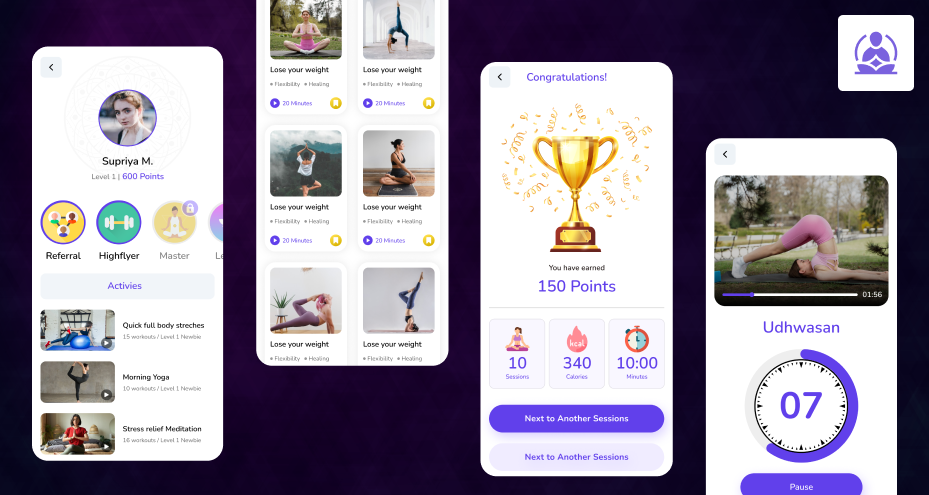 Supriya M.
Level 1 | 600 Points
Referral
Highflyer
Master
Le
Activies
Quick full body streches
15 workouts / Level 1 Newbie
Morning Yoga
10 workouts / Level 1 Newbie
Stress relief Meditation
16 workouts / Level 1 Newbie
Lose your weight
• Flexibility • Healing
20 Minutes
Lose your weight
• Flexibility • Healing
20 Minutes
Lose your weight
• Flexibility • Healing
20 Minutes
Lose your weight
• Flexibility • Healing
20 Minutes
Lose your weight
• Flexibility • Healing
Lose your weight
• Flexibility • Healing
Congratulations!
You have earned
150 Points
10
Sessions
kcal
340
Calories
10:00
Minutes
Next to Another Sessions
Next to Another Sessions
01:56
Udhwasan
07
Pause